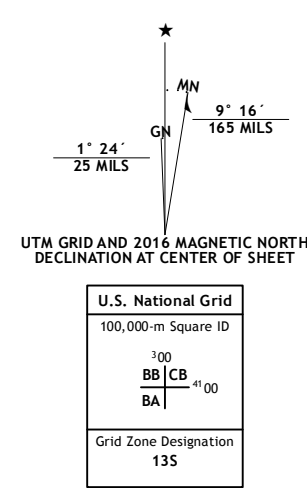 ★
MN
GN
9° 16´
165 MILS
1° 24´
25 MILS
UTM GRID AND 2016 MAGNETIC NORTH
DECLINATION AT CENTER OF SHEET
U.S. National Grid
100,000-m Square ID
³00
BB CB
⁴¹00
BA
Grid Zone Designation
13S